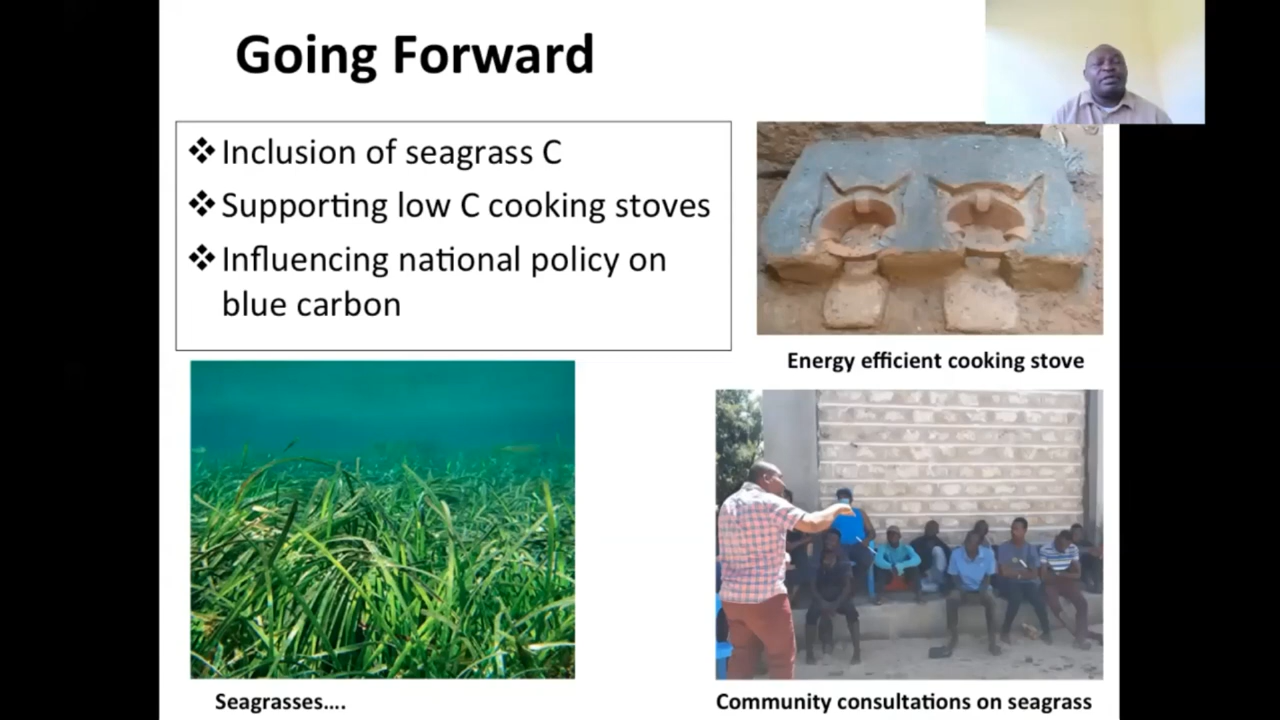 Going Forward
❖ Inclusion of seagrass C
❖ Supporting low C cooking stoves
❖ Influencing national policy on
blue carbon
Energy efficient cooking stove
Seagrasses....
Community consultations on seagrass